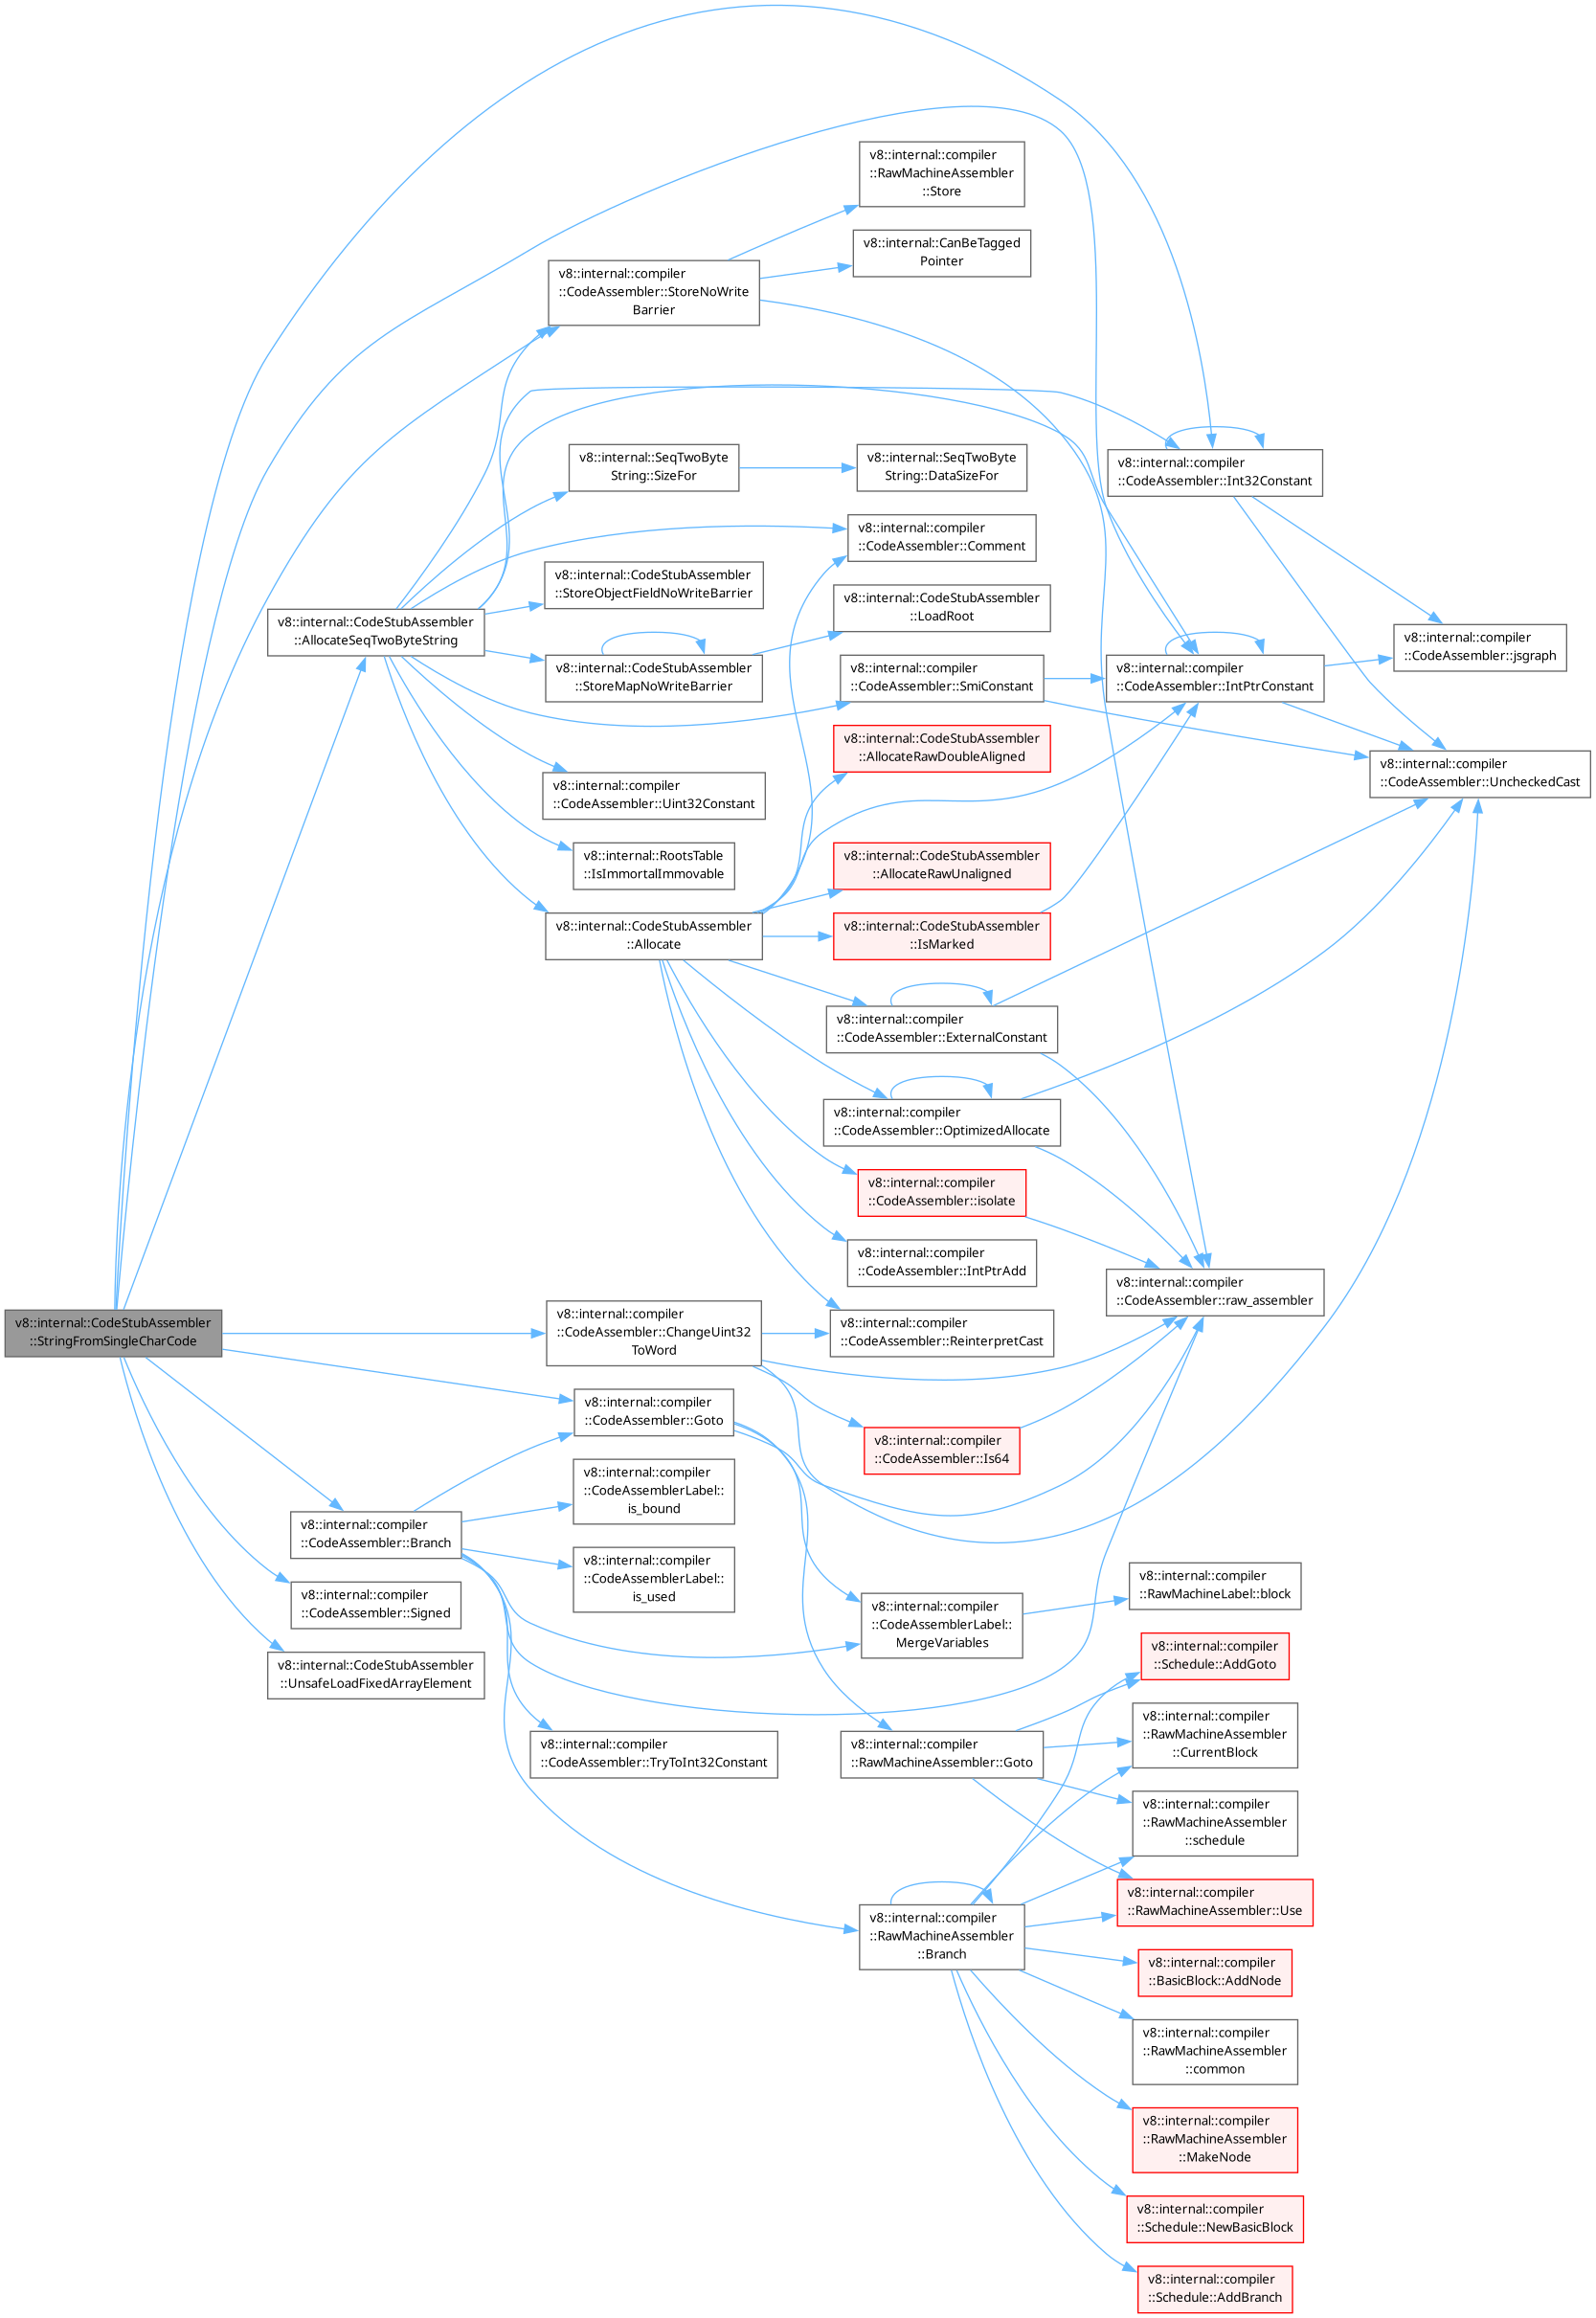 v8::internal::compiler
::RawMachineAssembler
::Store
v8::internal::CanBeTagged
Pointer
v8::internal::compiler
::CodeAssembler::StoreNoWrite
Barrier
v8::internal::SeqTwoByte
String::SizeFor
v8::internal::SeqTwoByte
String::DataSizeFor
v8::internal::compiler
::CodeAssembler::Int32Constant
v8::internal::compiler
::CodeAssembler::Comment
v8::internal::CodeStubAssembler
::StoreObjectFieldNoWriteBarrier
v8::internal::CodeStubAssembler
::LoadRoot
v8::internal::CodeStubAssembler
::AllocateSeqTwoByteString
v8::internal::CodeStubAssembler
::StoreMapNoWriteBarrier
v8::internal::compiler
::CodeAssembler::SmiConstant
v8::internal::compiler
::CodeAssembler::IntPtrConstant
v8::internal::compiler
::CodeAssembler::jsgraph
v8::internal::CodeStubAssembler
::AllocateRawDoubleAligned
v8::internal::compiler
::CodeAssembler::UncheckedCast
v8::internal::compiler
::CodeAssembler::Uint32Constant
v8::internal::RootsTable
::IsImmortalImmovable
v8::internal::CodeStubAssembler
::AllocateRawUnaligned
v8::internal::CodeStubAssembler
::Allocate
v8::internal::CodeStubAssembler
::IsMarked
v8::internal::compiler
::CodeAssembler::ExternalConstant
v8::internal::compiler
::CodeAssembler::OptimizedAllocate
v8::internal::compiler
::CodeAssembler::isolate
v8::internal::compiler
::CodeAssembler::IntPtrAdd
v8::internal::compiler
::CodeAssembler::raw_assembler
v8::internal::CodeStubAssembler
::StringFromSingleCharCode
v8::internal::compiler
::CodeAssembler::ChangeUint32
ToWord
v8::internal::compiler
::CodeAssembler::ReinterpretCast
v8::internal::compiler
::CodeAssembler::Goto
v8::internal::compiler
::CodeAssembler::Is64
v8::internal::compiler
::CodeAssemblerLabel::
is_bound
v8::internal::compiler
::CodeAssembler::Branch
v8::internal::compiler
::CodeAssemblerLabel::
is_used
v8::internal::compiler
::CodeAssembler::Signed
v8::internal::compiler
::CodeAssemblerLabel::
MergeVariables
v8::internal::compiler
::RawMachineLabel::block
v8::internal::CodeStubAssembler
::UnsafeLoadFixedArrayElement
v8::internal::compiler
::Schedule::AddGoto
v8::internal::compiler
::CodeAssembler::TryToInt32Constant
v8::internal::compiler
::RawMachineAssembler::Goto
v8::internal::compiler
::RawMachineAssembler
::CurrentBlock
v8::internal::compiler
::RawMachineAssembler
::schedule
v8::internal::compiler
::RawMachineAssembler::Use
v8::internal::compiler
::RawMachineAssembler
::Branch
v8::internal::compiler
::BasicBlock::AddNode
v8::internal::compiler
::RawMachineAssembler
::common
v8::internal::compiler
::RawMachineAssembler
::MakeNode
v8::internal::compiler
::Schedule::NewBasicBlock
v8::internal::compiler
::Schedule::AddBranch